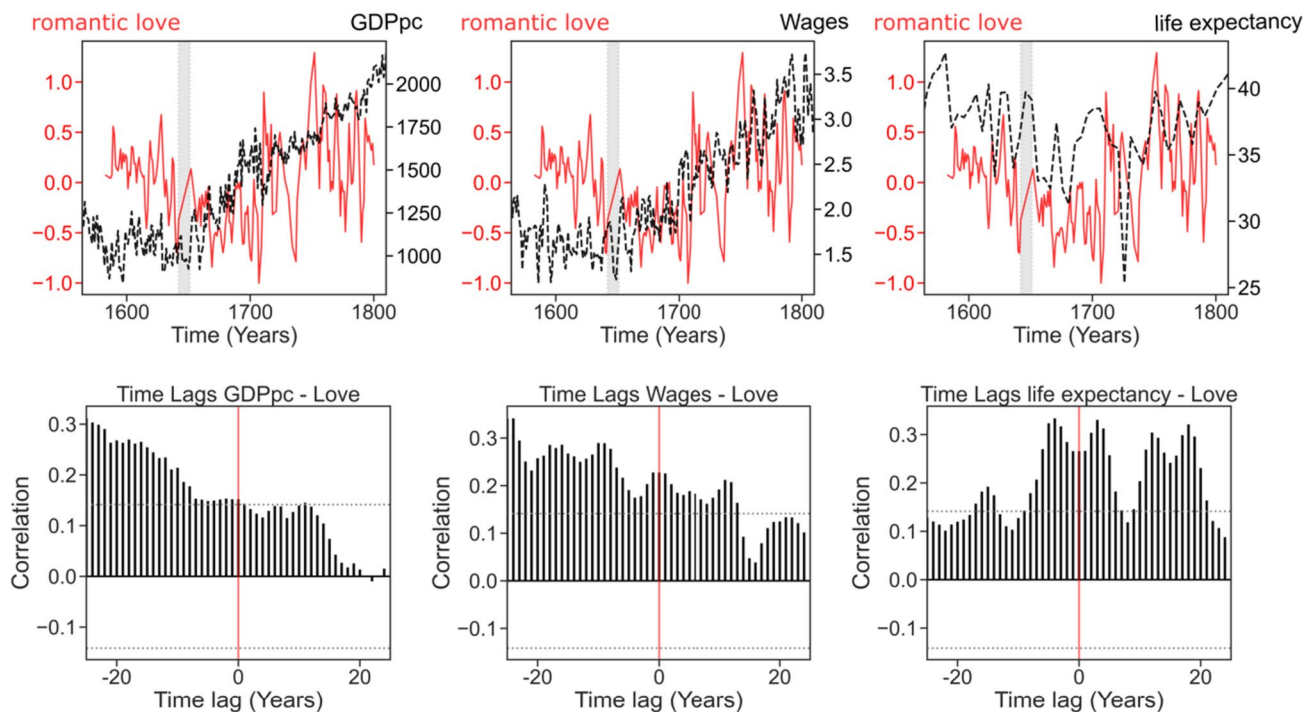 romantic love GDPpc
1.0
0.5
0.0
−0.5
−1.0
2000
1750
1500
1250
1000
1600 1700 1800
Time (Years)
romantic love Wages
1.0
0.5
0.0
−0.5
−1.0
3.5
3.0
2.5
2.0
1.5
1600 1700 1800
Time (Years)
romantic love life expectancy
1.0
0.5
0.0
−0.5
−1.0
40
35
30
25
1600 1700 1800
Time (Years)
Time Lags GDPpc - Love
Correlation
0.3
0.2
0.1
0.0
−0.1
-20 0 20
Time lag (Years)
Time Lags Wages - Love
Correlation
0.3
0.2
0.1
0.0
−0.1
-20 0 20
Time lag (Years)
Time Lags life expectancy - Love
Correlation
0.3
0.2
0.1
0.0
−0.1
-20 0 20
Time lag (Years)